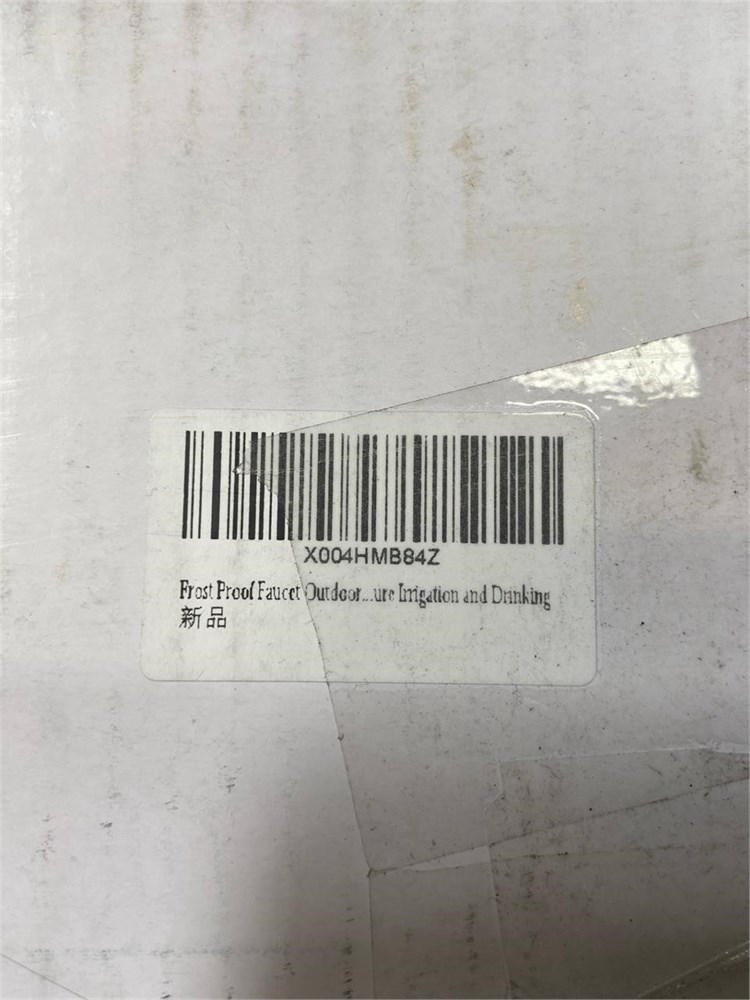 X004HMB84Z
Frost Proof Faucet Outdoor...ure Irrigation and Drinking
新品